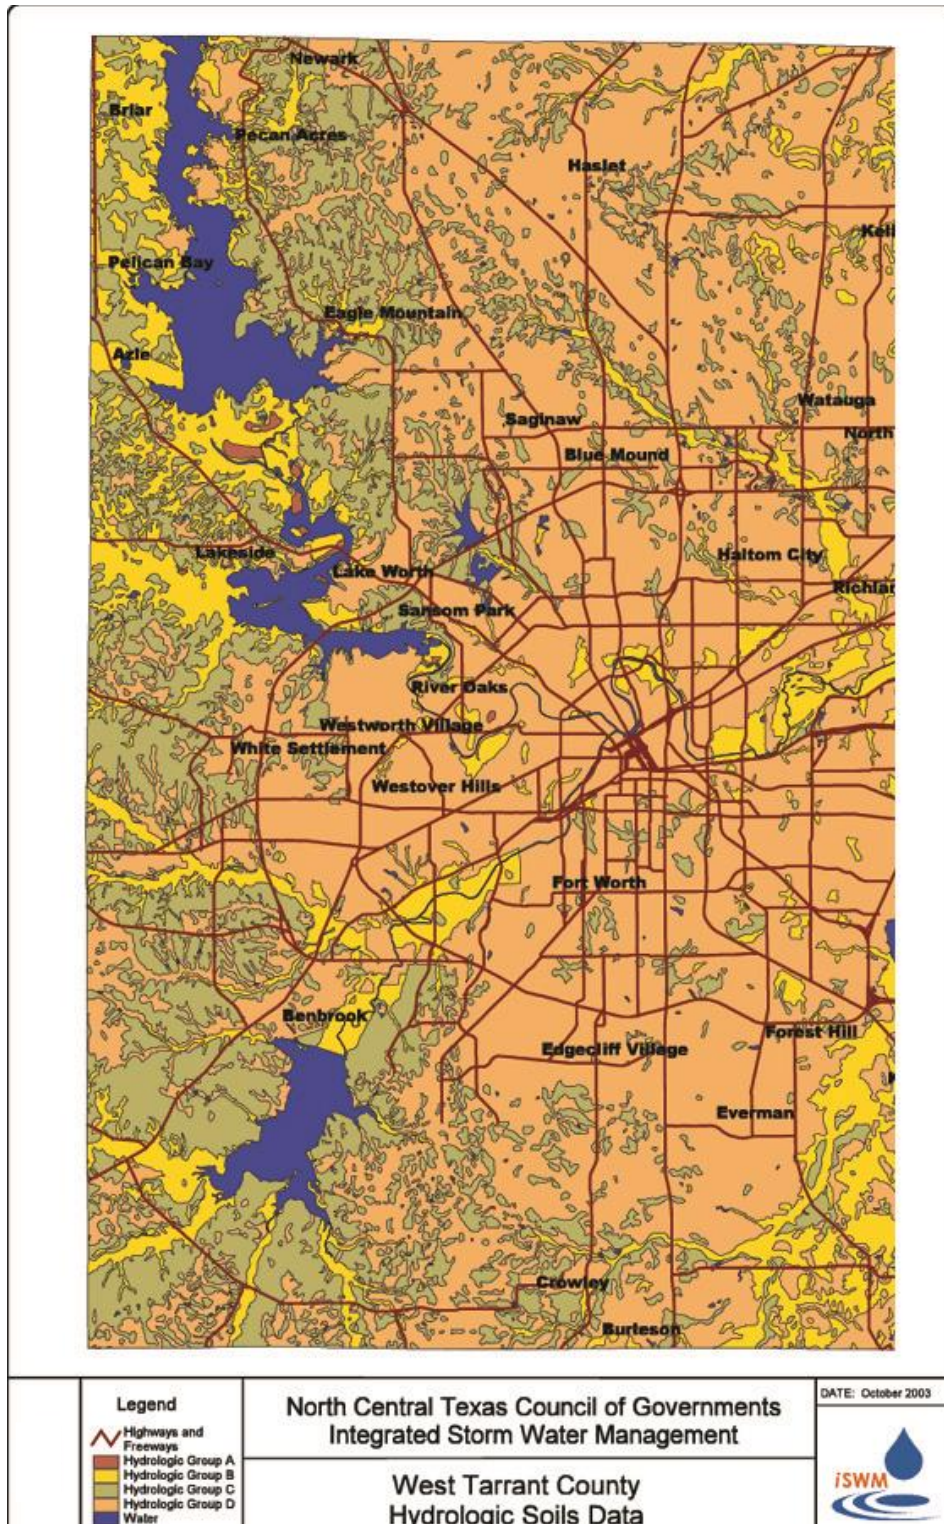 Newark
Briar
Pecan Acres
Haslet
Kell
Pelican Bay
Eagle Mountain
Azle
Watauga
Saginaw
North
Blue Mound
Lakeside
Haltom City
Lake Worth
Richlan
Sansom Park
River Oaks
Westworth Village
White Settlement
Westover Hills
Fort Worth
Benbrook
Forest Hill
Edgecliff Village
Everman
Crowley
Burleson
Legend
Highways and
Freeways
Hydrologic Group A
Hydrologic Group B
Hydrologic Group C
Hydrologic Group D
Water
North Central Texas Council of Governments
Integrated Storm Water Management
West Tarrant County
Hydrologic Soils Data
DATE: October 2003
iSWM